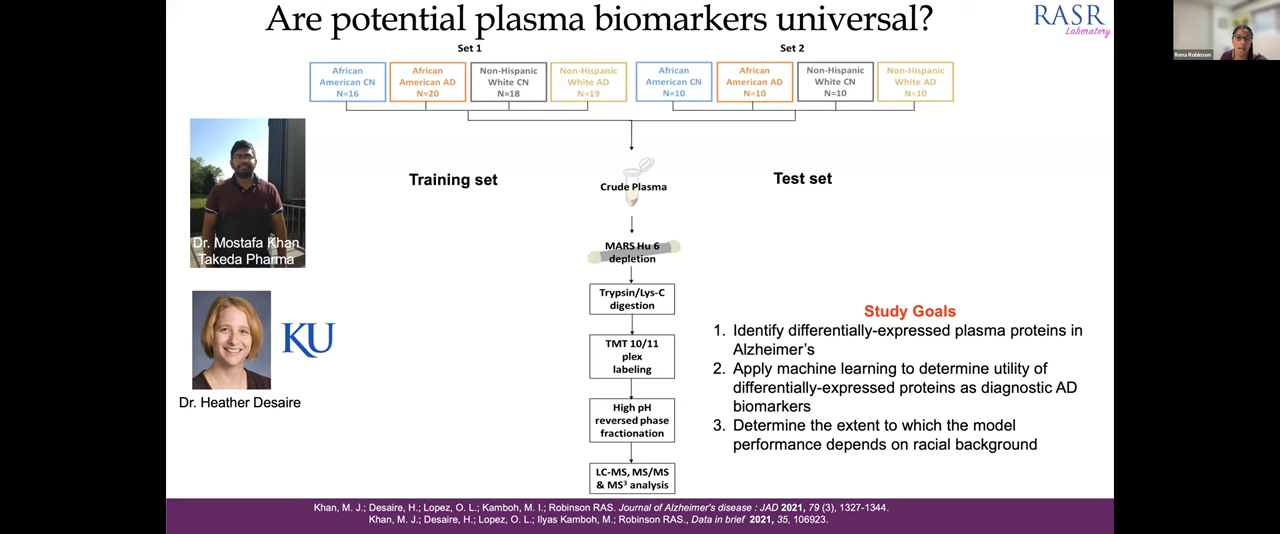 Are potential plasma biomarkers universal?
RASR
Laboratory
Rena Robinson
Set 1
Set 2
African
American CN
N=16
African
American AD
N=20
Non-Hispanic
White CN
N=18
Non-Hispanic
White AD
N=19
African
American CN
N=10
African
American AD
N=10
Non-Hispanic
White CN
N=10
Non-Hispanic
White AD
N=10
Training set
Test set
Crude Plasma
MARS Hu 6
depletion
Trypsin/Lys-C
digestion
TMT 10/11
plex
labeling
High pH
reversed phase
fractionation
LC-MS, MS/MS
& MS³ analysis
Dr. Mostafa Khan
Takeda Pharma
KU
Dr. Heather Desaire
Study Goals
1. Identify differentially-expressed plasma proteins in
Alzheimer's
2. Apply machine learning to determine utility of
differentially-expressed proteins as diagnostic AD
biomarkers
3. Determine the extent to which the model
performance depends on racial background
Khan, M. J.; Desaire, H.; Lopez, O. L.; Kamboh, M. I.; Robinson RAS. Journal of Alzheimer's disease : JAD 2021, 79 (3), 1327-1344.
Khan, M. J.; Desaire, H.; Lopez, O. L.; Ilyas Kamboh, M.; Robinson RAS., Data in brief 2021, 35, 106923.